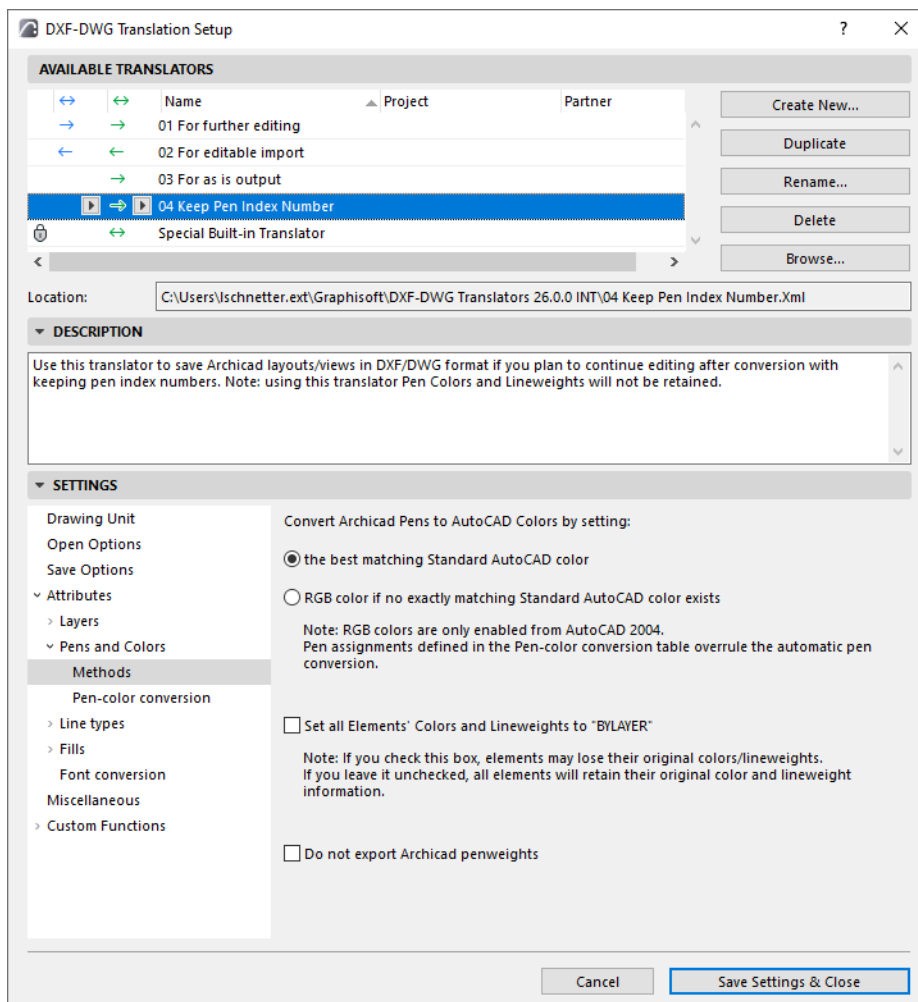 DXF-DWG Translation Setup
?
AVAILABLE TRANSLATORS
Name Project Partner
01 For further editing
02 For editable import
03 For as is output
04 Keep Pen Index Number
Special Built-in Translator
Create New...
Duplicate
Rename...
Delete
Browse...
Location: C:\Users\lschnetter.ext\Graphisoft\DXF-DWG Translators 26.0.0 INT\04 Keep Pen Index Number.Xml
DESCRIPTION
Use this translator to save Archicad layouts/views in DXF/DWG format if you plan to continue editing after conversion with
keeping pen index numbers. Note: using this translator Pen Colors and Lineweights will not be retained.
SETTINGS
Drawing Unit
Open Options
Save Options
Attributes
Layers
Pens and Colors
Methods
Pen-color conversion
Line types
Fills
Font conversion
Miscellaneous
Custom Functions
Convert Archicad Pens to AutoCAD Colors by setting:
the best matching Standard AutoCAD color
RGB color if no exactly matching Standard AutoCAD color exists
Note: RGB colors are only enabled from AutoCAD 2004.
Pen assignments defined in the Pen-color conversion table overrule the automatic pen
conversion.
Set all Elements' Colors and Lineweights to "BYLAYER"
Note: If you check this box, elements may lose their original colors/lineweights.
If you leave it unchecked, all elements will retain their original color and lineweight
information.
Do not export Archicad penweights
Cancel
Save Settings & Close